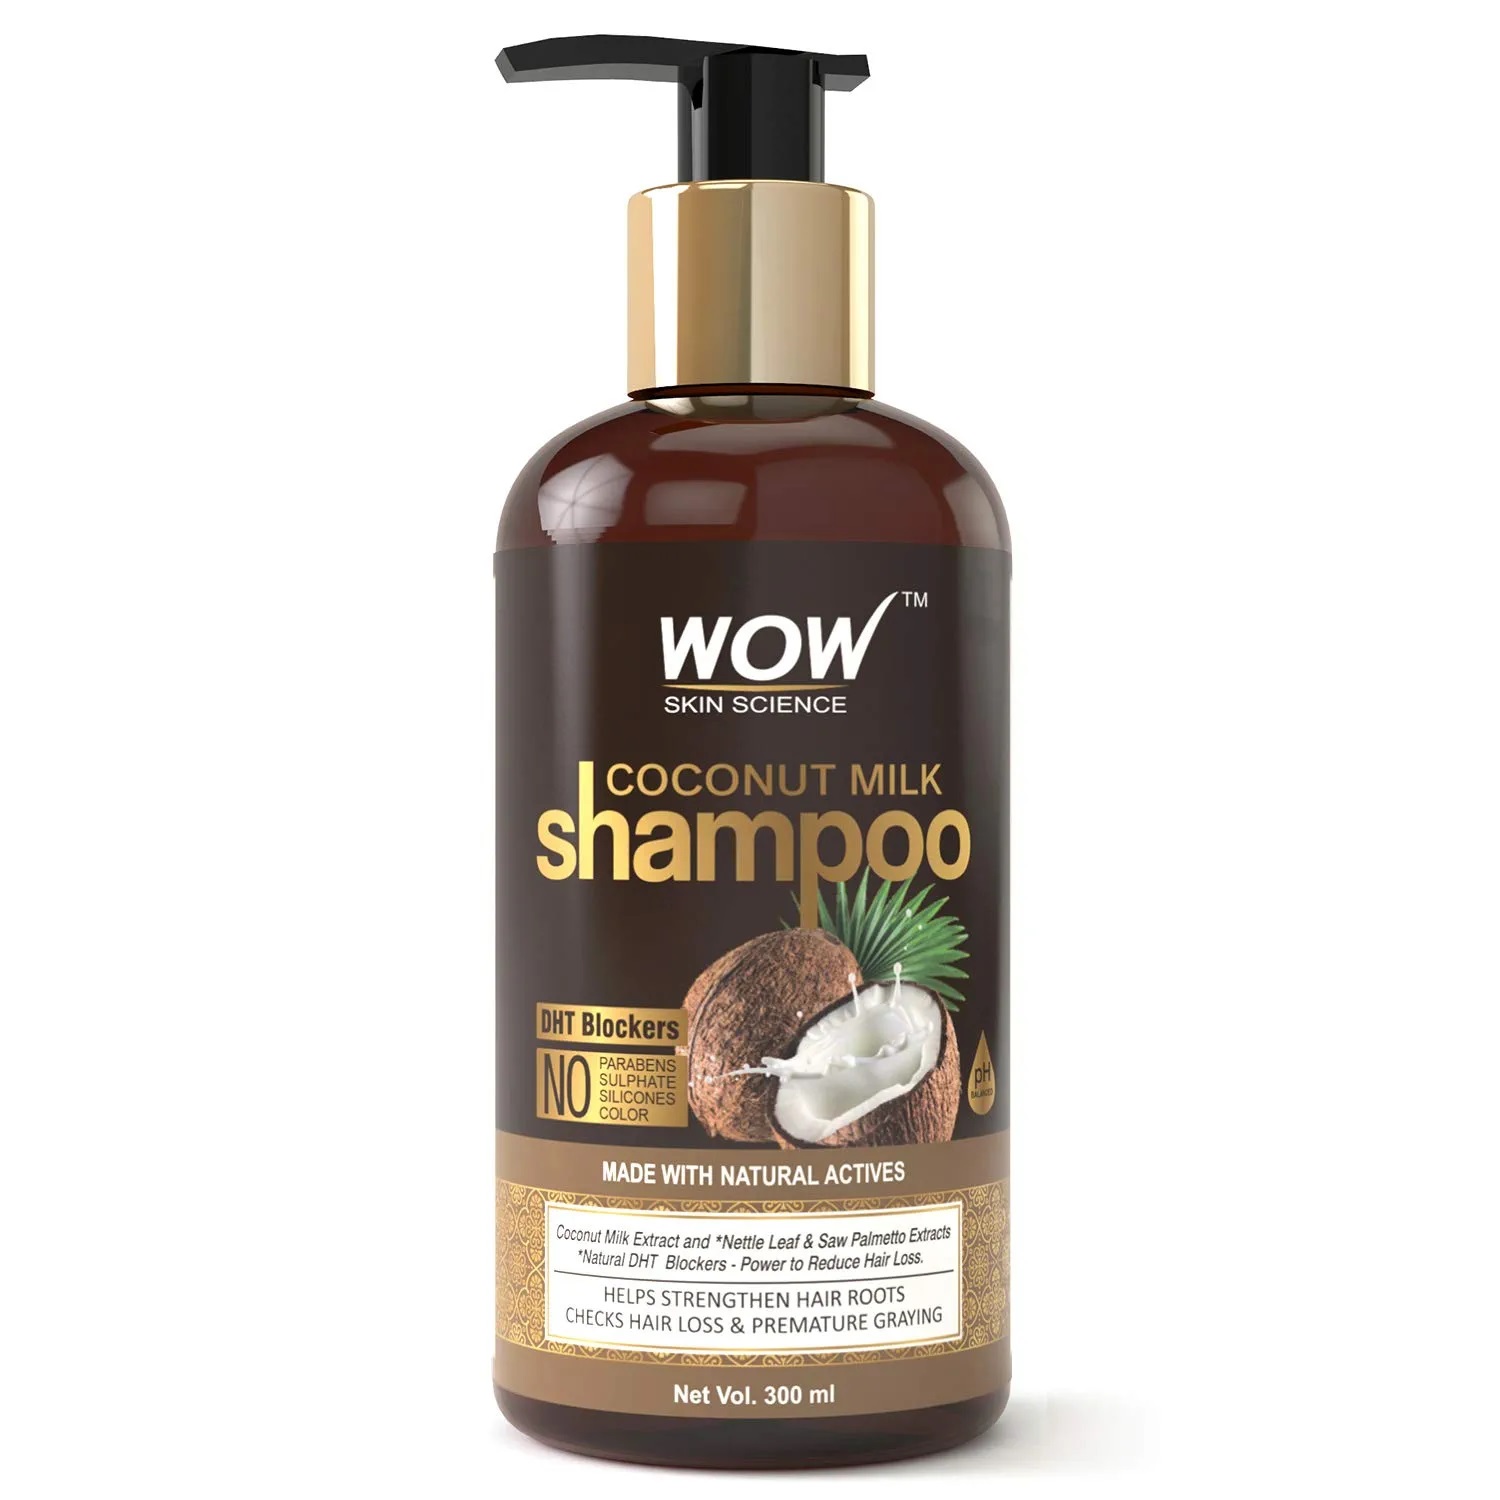 WOW™
SKIN SCIENCE
COCONUT MILK
shampoo
DHT Blockers
NO
PARABENS
SULPHATE
SILICONES
COLOR
pH
BALANCED
MADE WITH NATURAL ACTIVES
Coconut Milk Extract and *Nettle Leaf & Saw Palmetto Extracts
*Natural DHT Blockers - Power to Reduce Hair Loss.
HELPS STRENGTHEN HAIR ROOTS
CHECKS HAIR LOSS & PREMATURE GRAYING
Net Vol. 300 ml